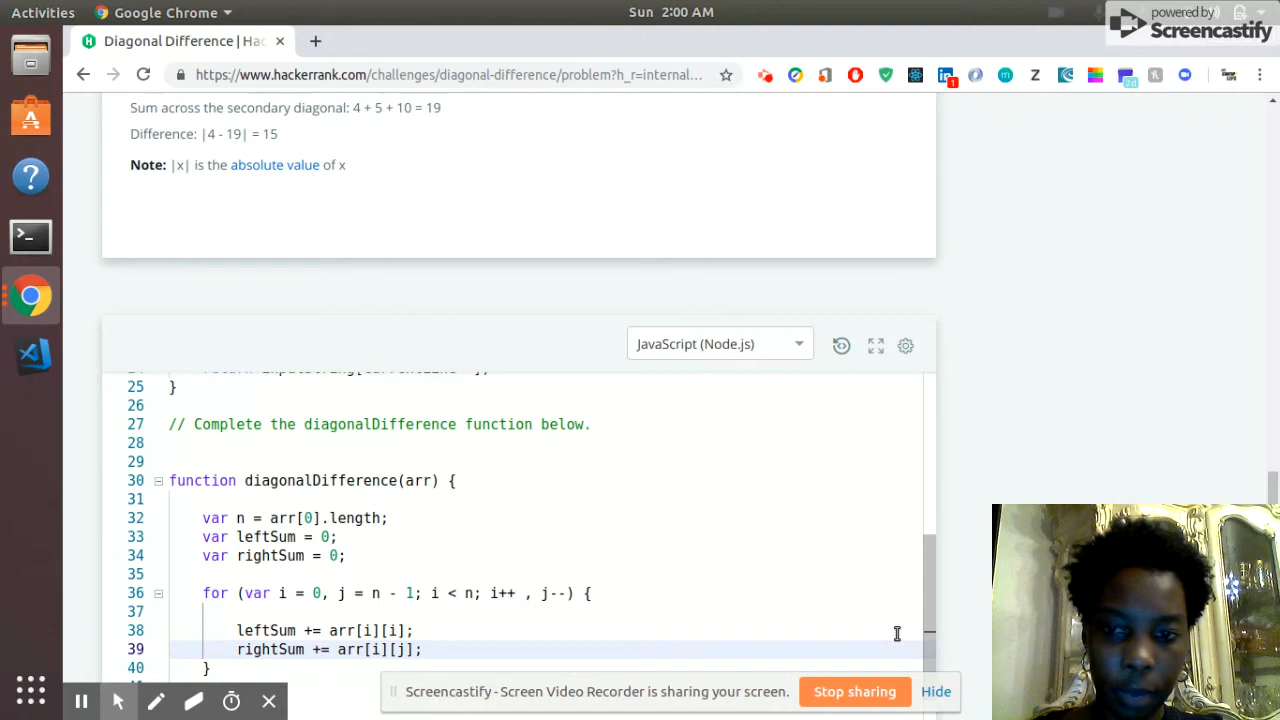 Activities Google Chrome Sun 2:00 AM powered by
Screencastify
Diagonal Difference | Hac
https://www.hackerrank.com/challenges/diagonal-difference/problem?h_r=internal...
1
2d
Sum across the secondary diagonal: 4 + 5 + 10 = 19
Difference: |4 - 19| = 15
Note: |x| is the absolute value of x
JavaScript (Node.js)
25 }
26
27 // Complete the diagonalDifference function below.
28
29
30 function diagonalDifference(arr) {
31
32 var n = arr[0].length;
33 var leftSum = 0;
34 var rightSum = 0;
35
36 for (var i = 0, j = n - 1; i < n; i++ , j--) {
37
38 leftSum += arr[i][i];
39 rightSum += arr[i][j];
40 }
Screencastify - Screen Video Recorder is sharing your screen. Stop sharing Hide